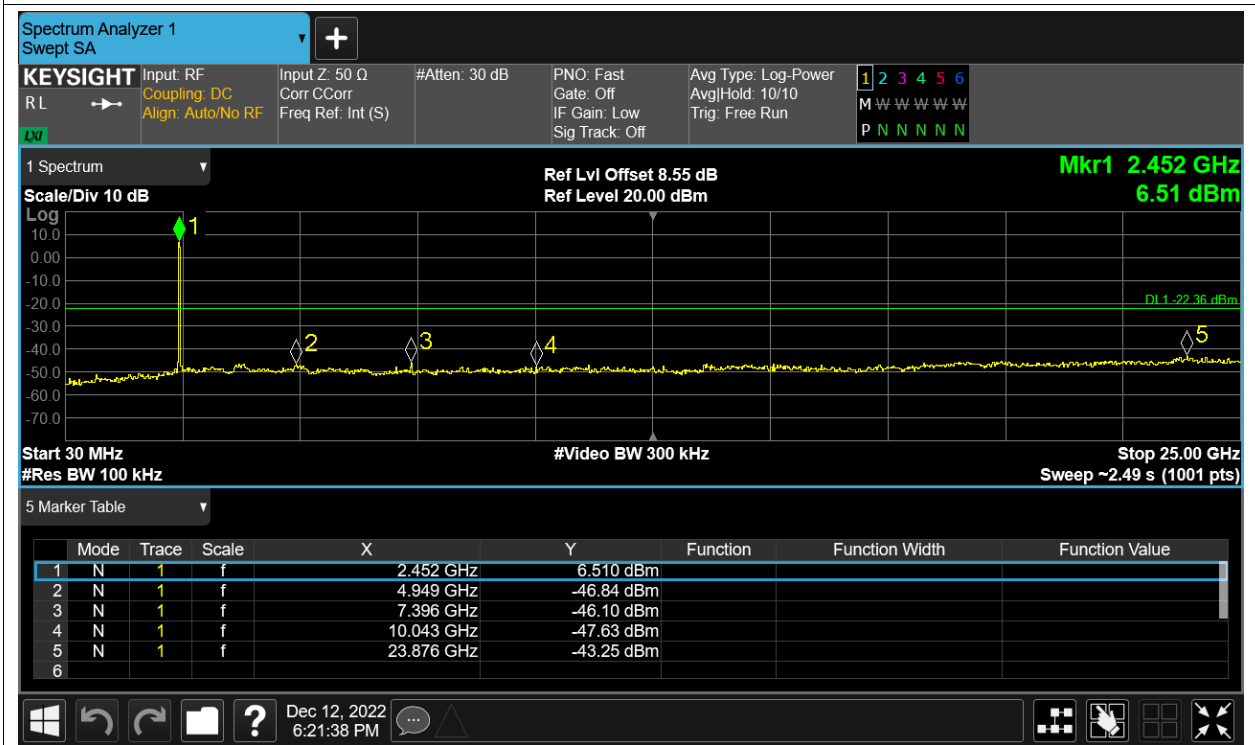 Spectrum Analyzer 1
Swept SA
+
KEYSIGHT
RL
LXI
Input: RF
Coupling: DC
Align: Auto/No RF
Input Z: 50 Ω
Corr CCorr
Freq Ref: Int (S)
#Atten: 30 dB
PNO: Fast
Gate: Off
IF Gain: Low
Sig Track: Off
Avg Type: Log-Power
Avg|Hold: 10/10
Trig: Free Run
1 2 3 4 5 6
M W W W W W
P N N N N N
1 Spectrum
Scale/Div 10 dB
Ref Lvl Offset 8.55 dB
Ref Level 20.00 dBm
Mkr1 2.452 GHz
6.51 dBm
Log
10.0
0.00
-10.0
-20.0
-30.0
-40.0
-50.0
-60.0
-70.0
1
2
3
4
5
DL1 -22.36 dBm
Start 30 MHz
#Res BW 100 kHz
#Video BW 300 kHz
Stop 25.00 GHz
Sweep ~2.49 s (1001 pts)
5 Marker Table
Mode Trace Scale X Y Function Function Width Function Value
1 N 1 f 2.452 GHz 6.510 dBm
2 N 1 f 4.949 GHz -46.84 dBm
3 N 1 f 7.396 GHz -46.10 dBm
4 N 1 f 10.043 GHz -47.63 dBm
5 N 1 f 23.876 GHz -43.25 dBm
6
?
Dec 12, 2022
6:21:38 PM